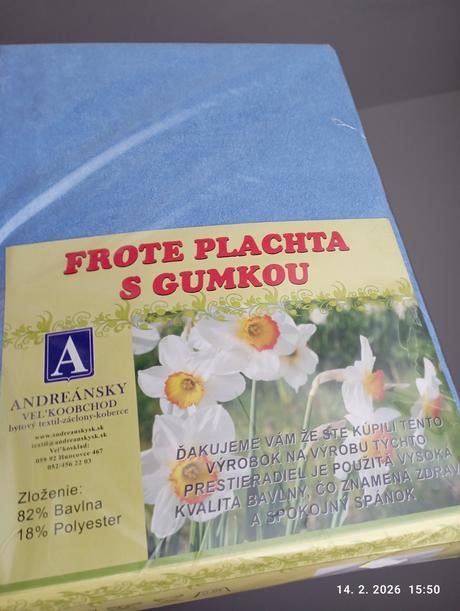 FROTE PLACHTA
S GUMKOU
A
ANDREÁNSKY
VEĽKOOBCHOD
bytový textil-záclony-koberce
www.andreanskysk.sk
textil@andreanskysk.sk
Veľkosklad:
059 92 Huncovce 467
052/456 22 03
Zloženie:
82% Bavlna
18% Polyester
ĎAKUJEME VÁM ŽE STE KÚPILI TENTO
VÝROBOK NA VÝROBU TÝCHTO
PRESTIERADIEL JE POUŽITÁ VYSOKÁ
KVALITA BAVLNY, ČO ZNAMENÁ ZDRAVÝ
A SPOKOJNÝ SPÁNOK
14. 2. 2026 15:50